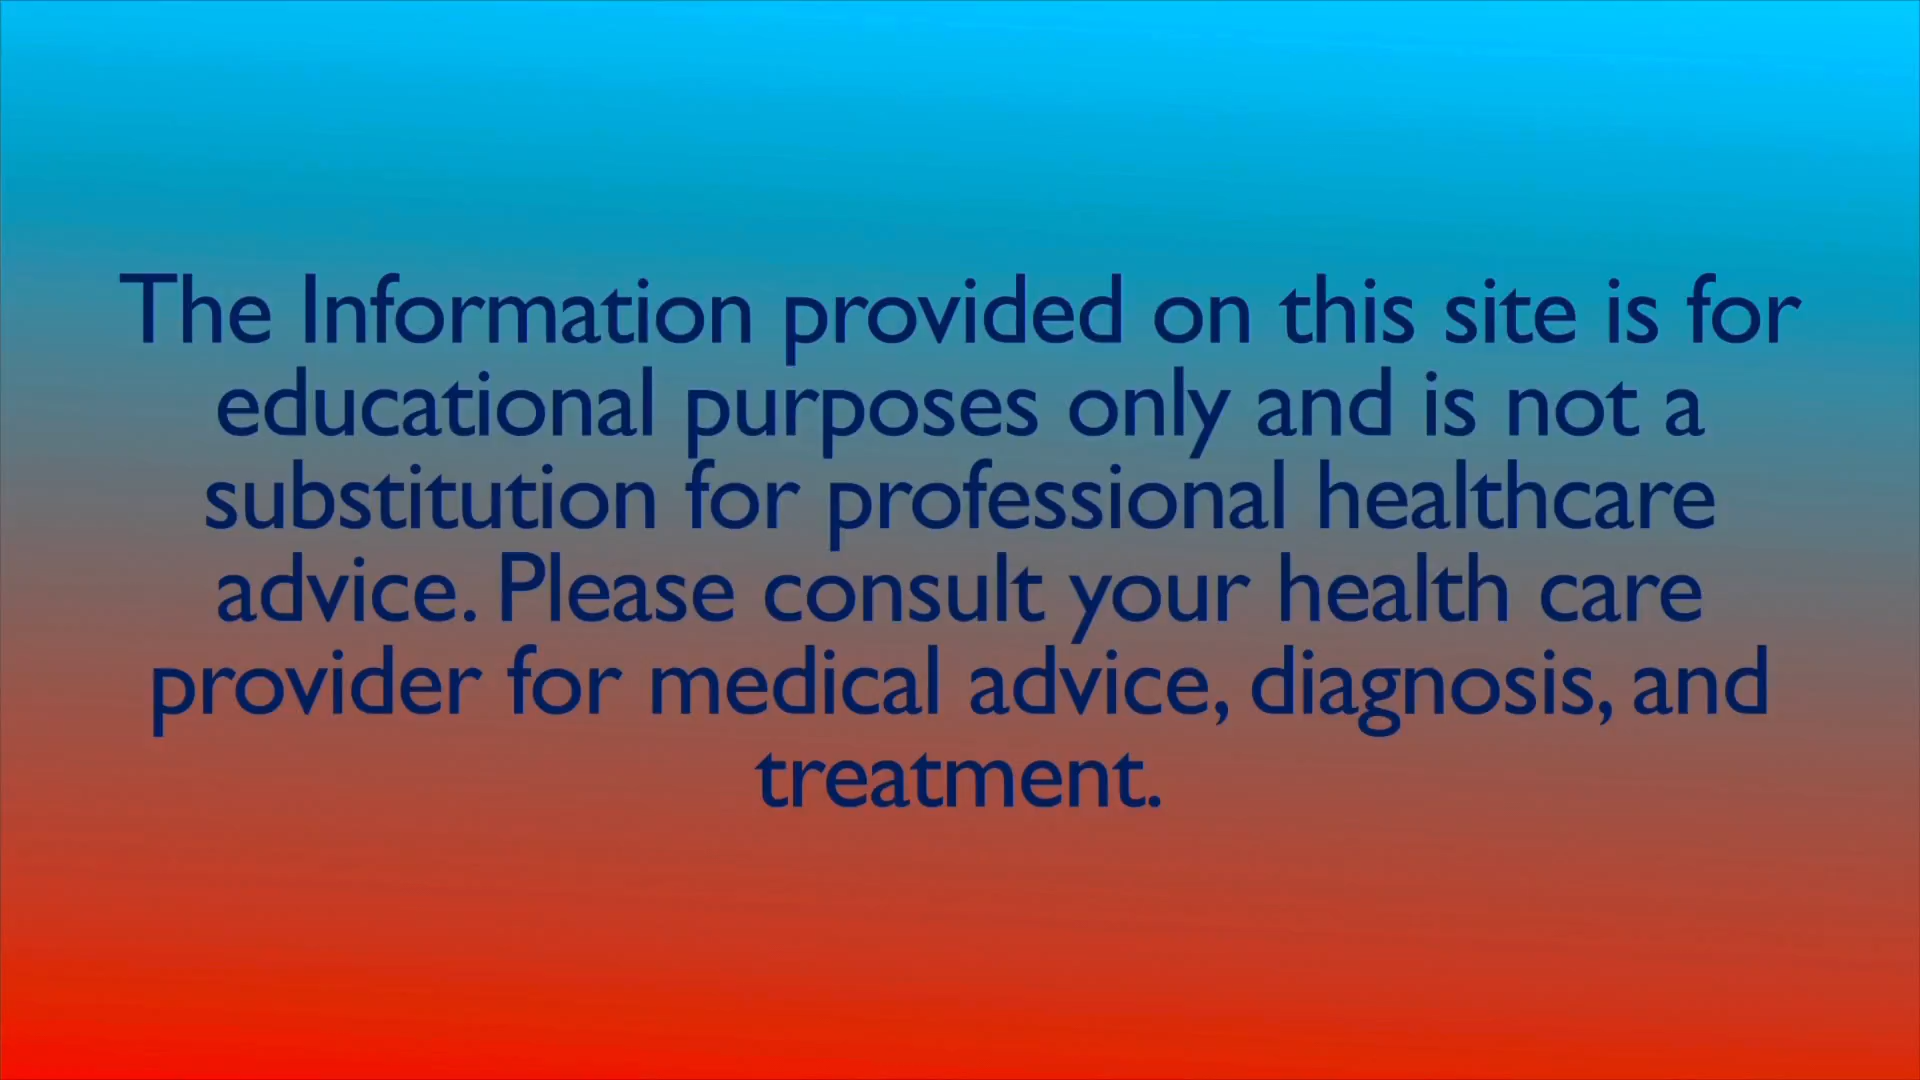 The Information provided on this site is for
educational purposes only and is not a
substitution for professional healthcare
advice. Please consult your health care
provider for medical advice, diagnosis, and
treatment.